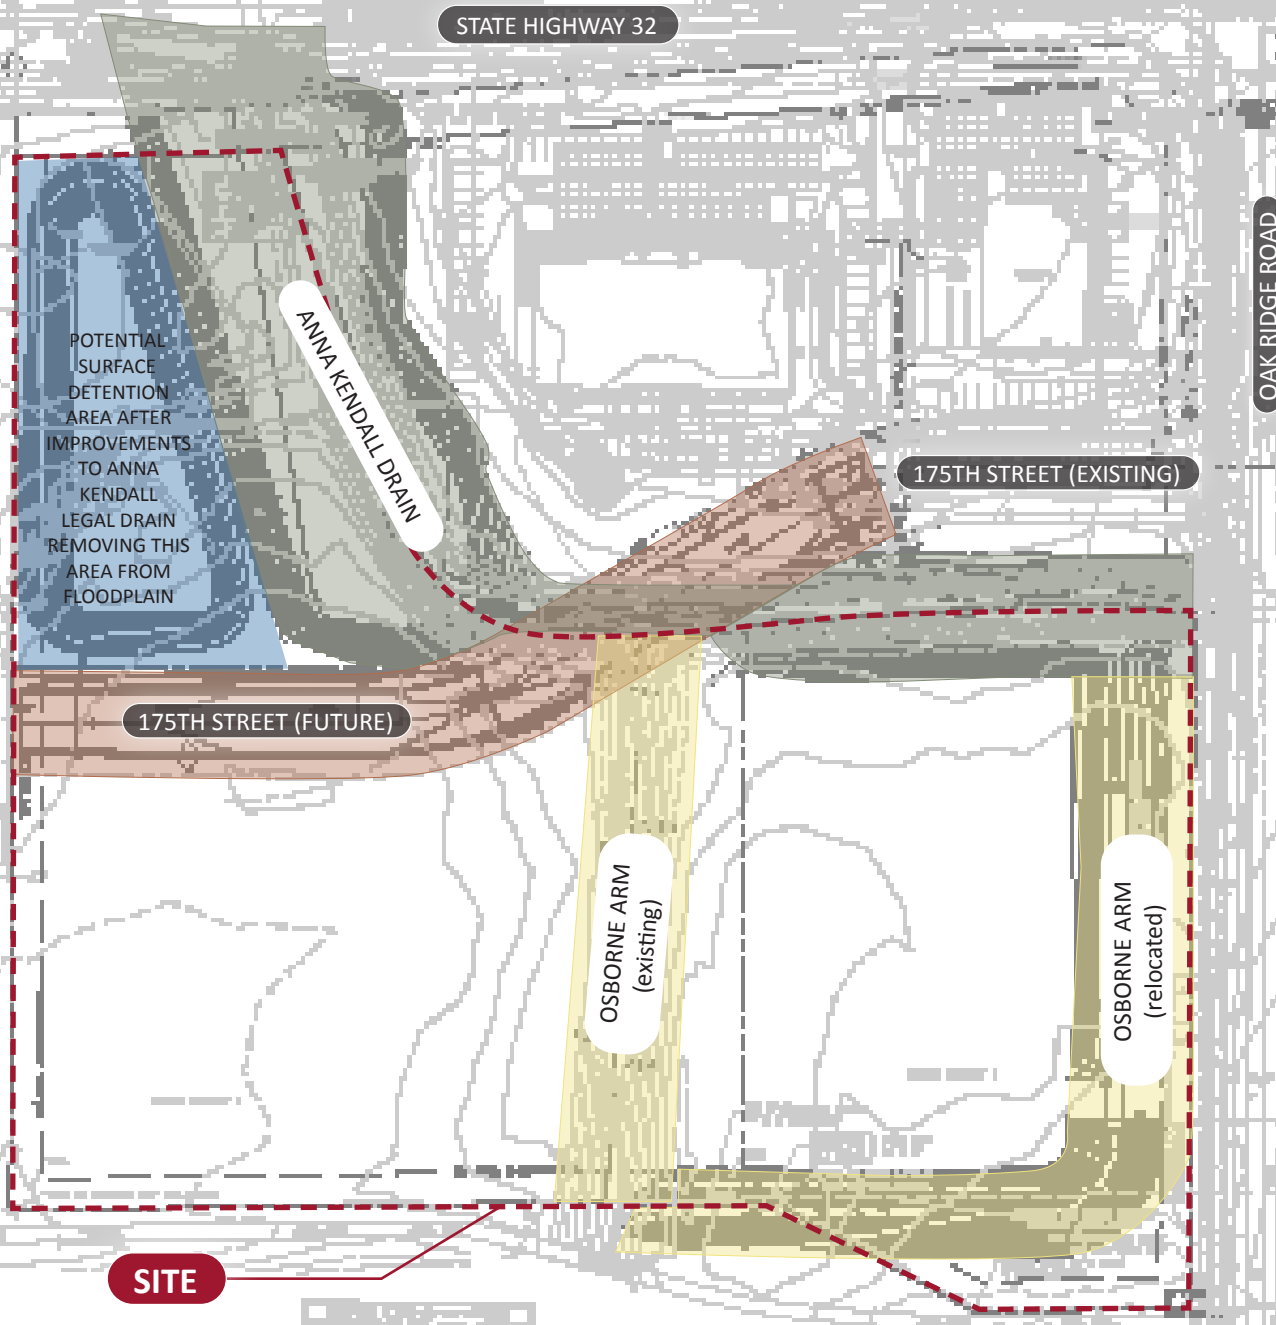 STATE HIGHWAY 32
OAK RIDGE ROAD
ANNA KENDALL DRAIN
POTENTIAL
SURFACE
DETENTION
AREA AFTER
IMPROVEMENTS
TO ANNA
KENDALL
LEGAL DRAIN
REMOVING THIS
AREA FROM
FLOODPLAIN
175TH STREET (EXISTING)
175TH STREET (FUTURE)
OSBORNE ARM
(existing)
OSBORNE ARM
(relocated)
SITE